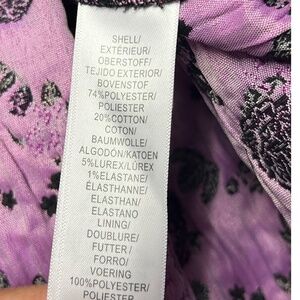 SHELL/
EXTÉRIEUR/
OBERSTOFF/
TEJIDO EXTERIOR/
BOVENSTOF
74%POLYESTER/
POLIESTER
20%COTTON/
COTON/
BAUMWOLLE/
ALGODÓN/KATOEN
5%LUREX/LÚREX
1%ELASTANE/
ÉLASTHANNE/
ELASTHAN/
ELASTANO
LINING/
DOUBLURE/
FUTTER/
FORRO/
VOERING
100%POLYESTER/
POLIESTER